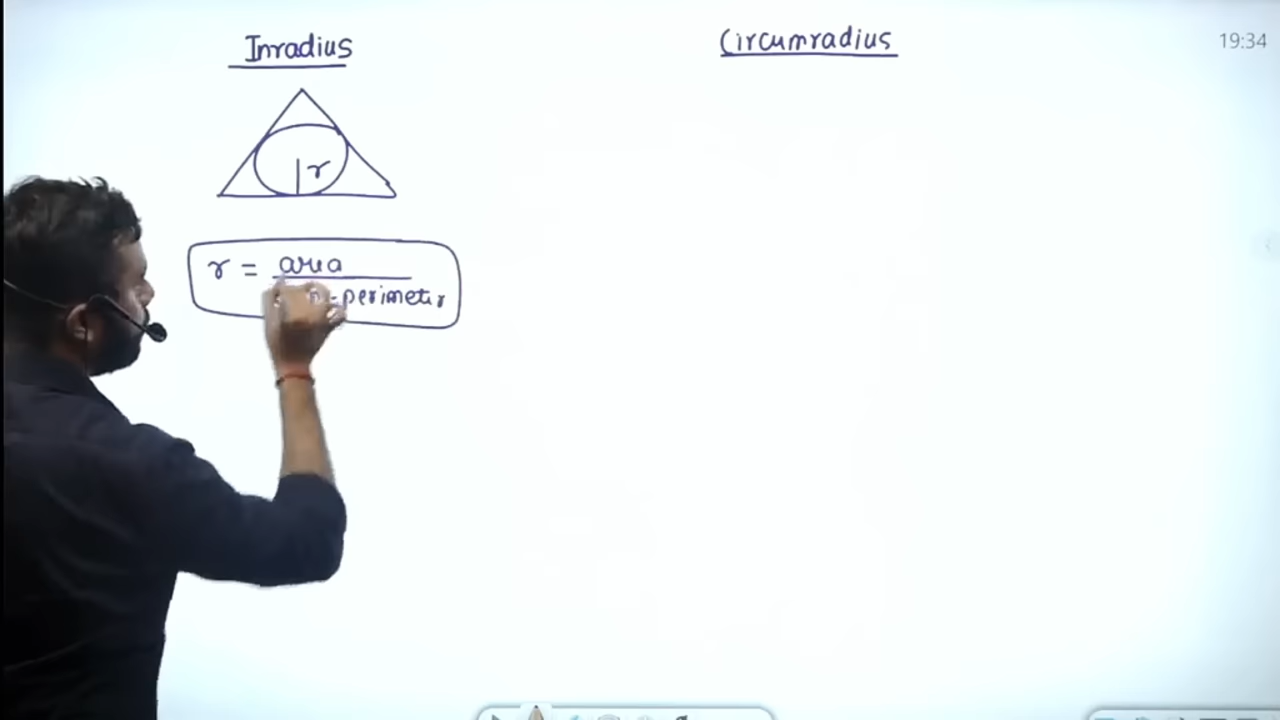 Inradius
Circumradius
19:34
r
r = area
-perimeter